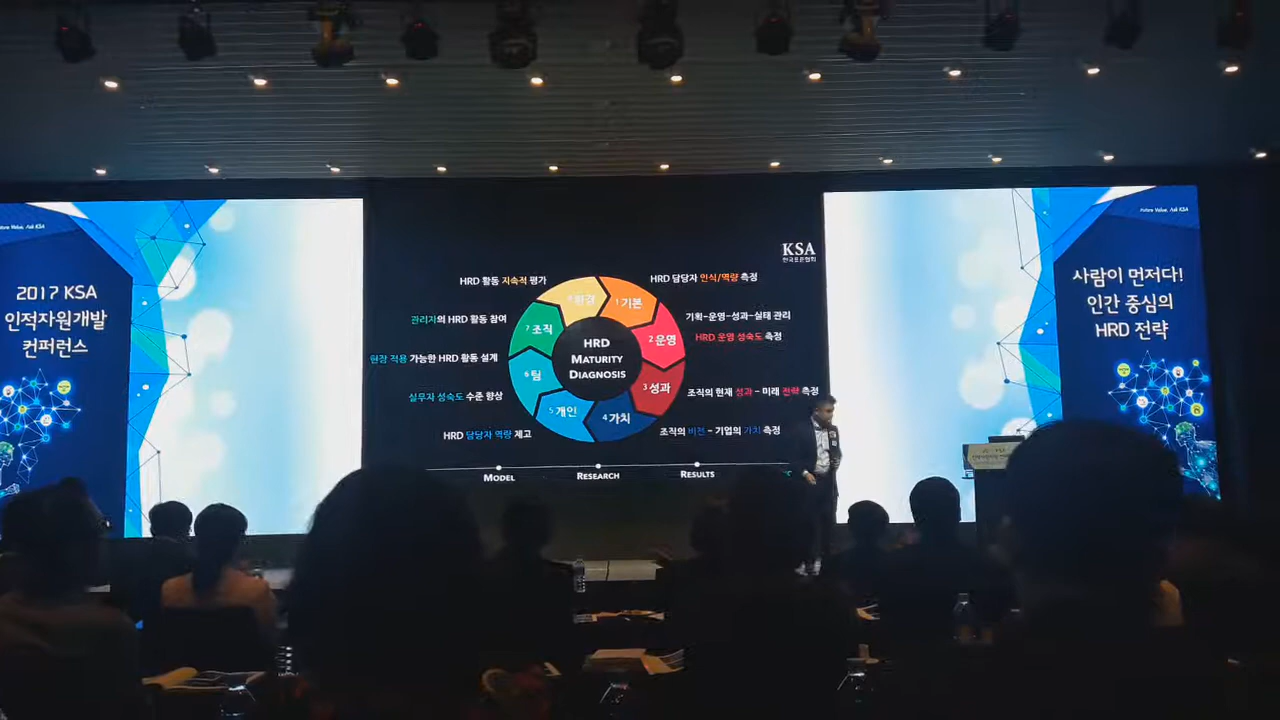 Future Value, Ask KSA
2017 KSA
인적자원개발
컨퍼런스
KSA
한국표준협회
HRD 활동 지속적 평가
관리자의 HRD 활동 참여
현장 적용 가능한 HRD 활동 설계
실무자 성숙도 수준 향상
HRD 담당자 역량 제고
HRD
MATURITY
DIAGNOSIS
1 기본
2 운영
3 성과
4 가치
5 개인
6 팀
7 조직
8 환경
HRD 담당자 인식/역량 측정
기획-운영-성과-실태 관리
HRD 운영 성숙도 측정
조직의 현재 성과 - 미래 전략 측정
조직의 비전 - 기업의 가치 측정
MODEL
RESEARCH
RESULTS
Future Value, Ask KSA
사람이 먼저다!
인간 중심의
HRD 전략